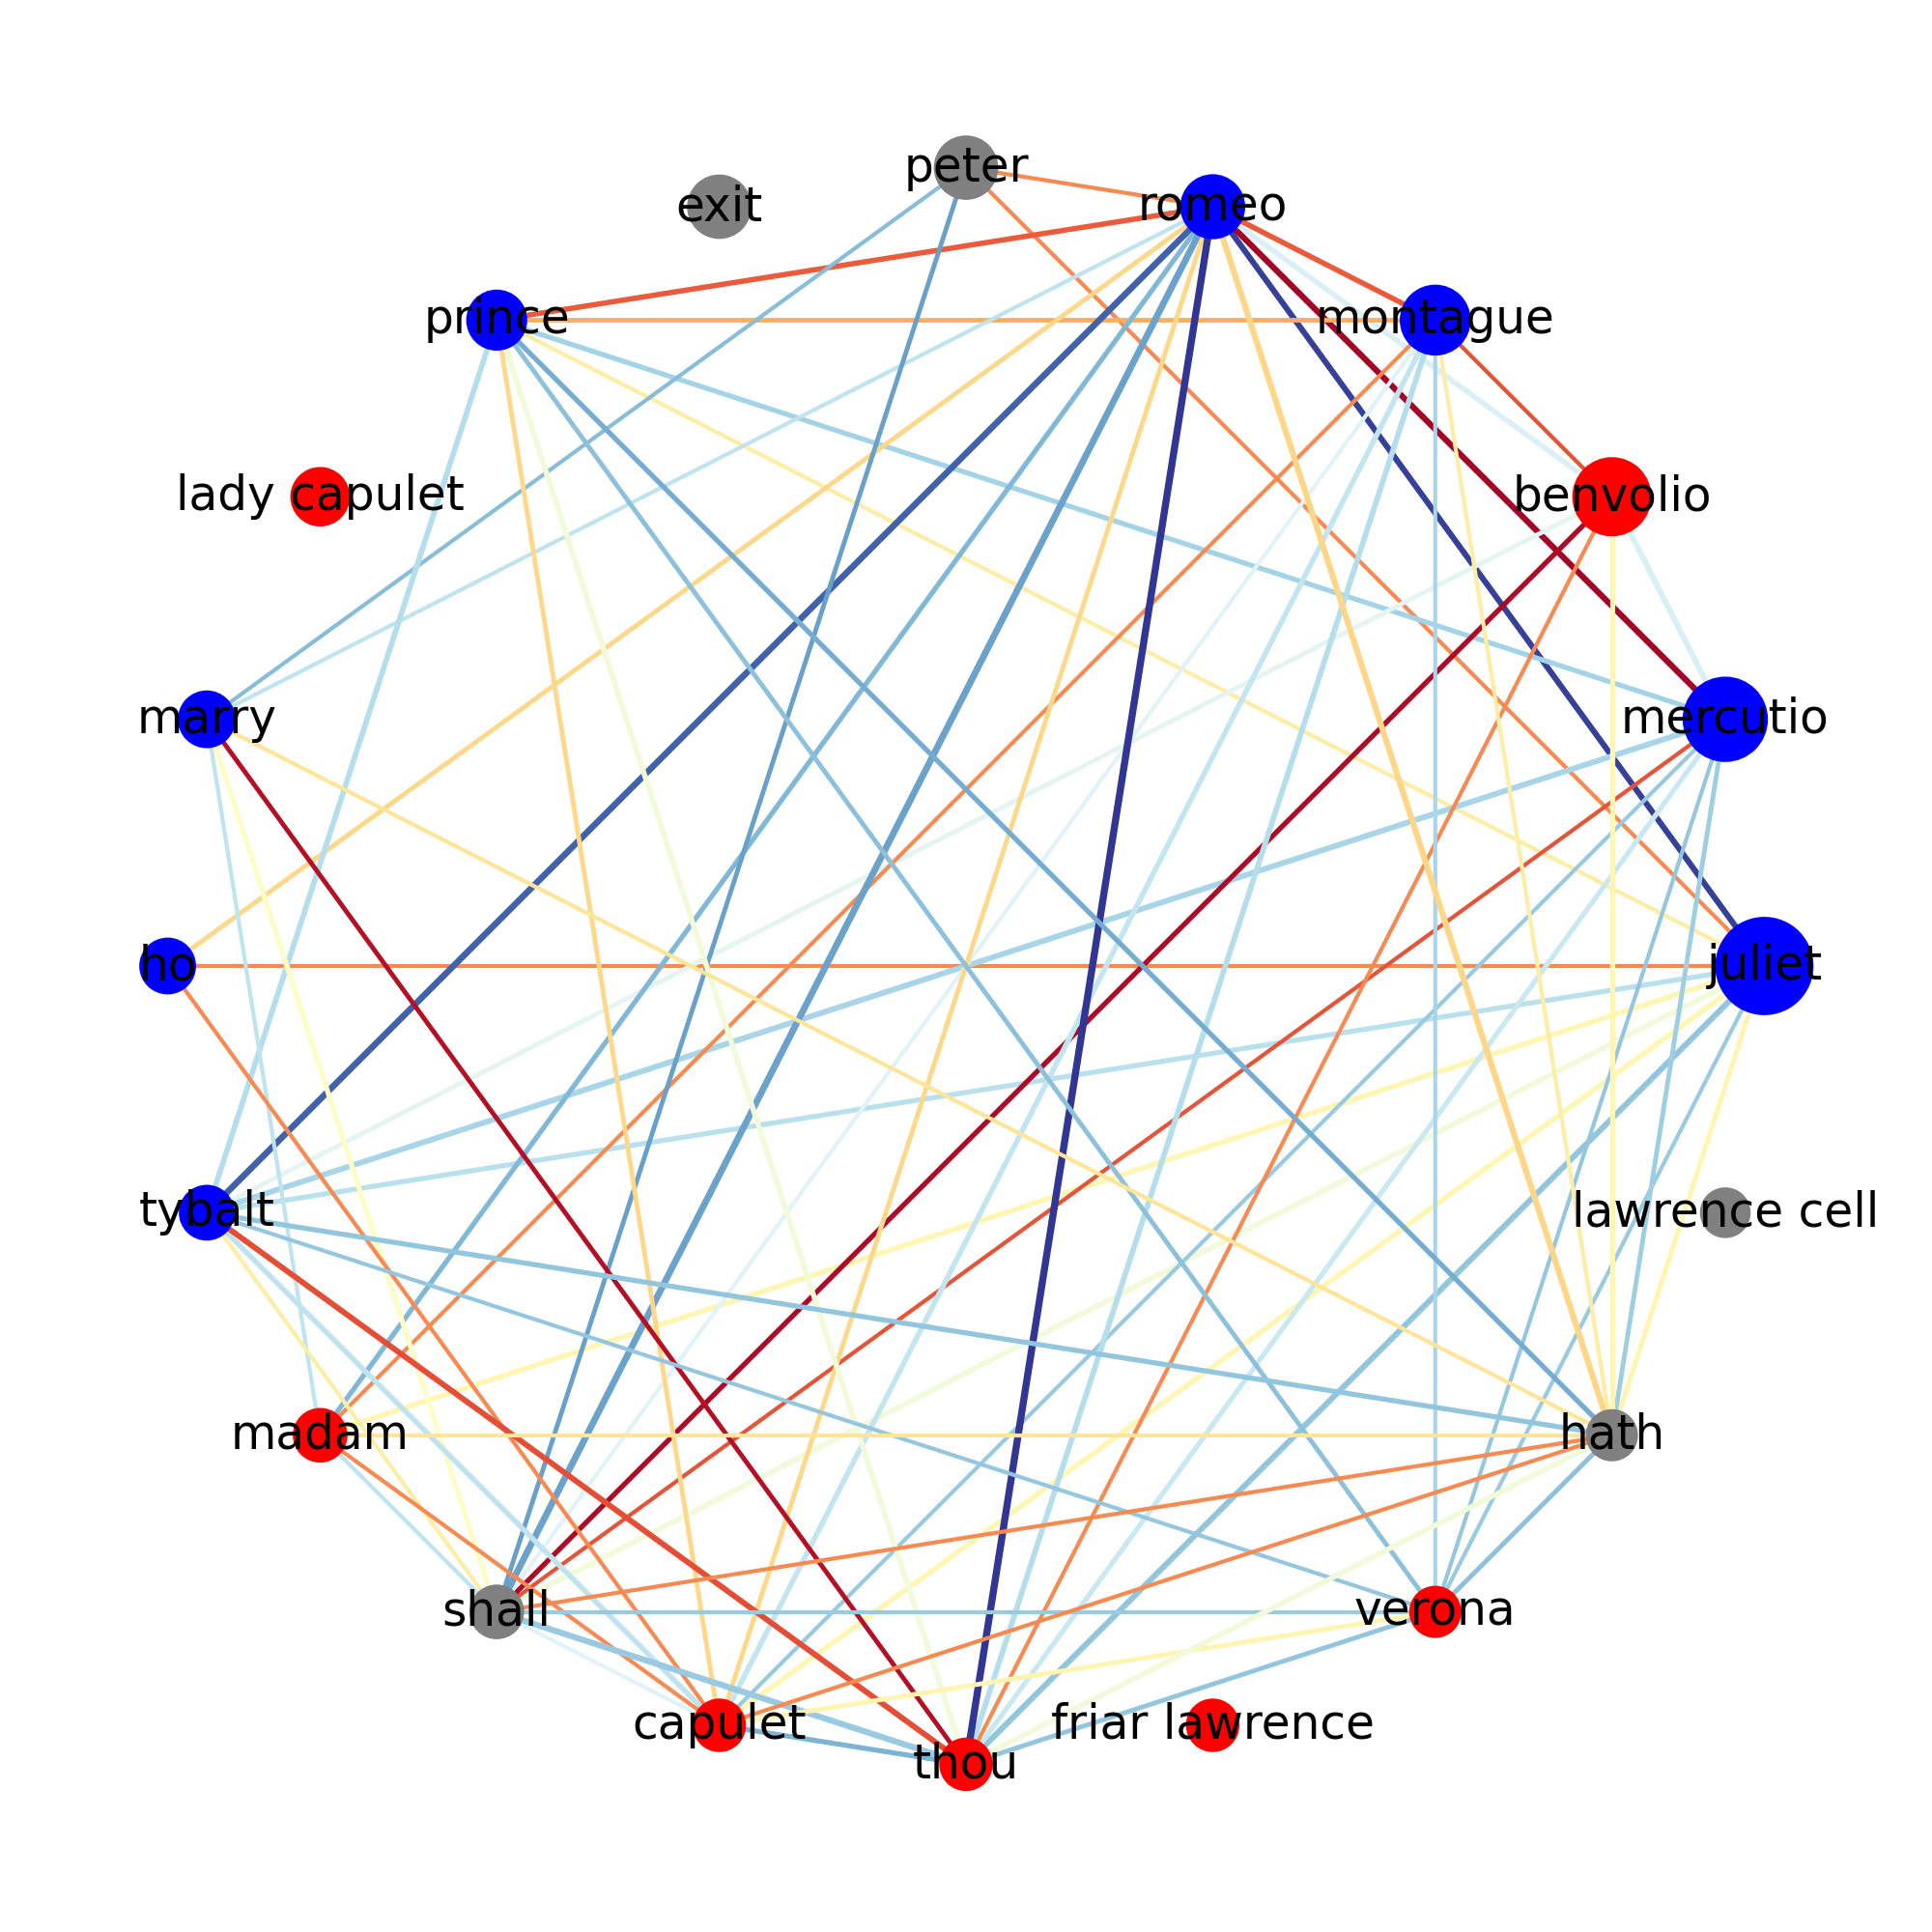 peter
exit
romeo
prince
montague
lady capulet
benvolio
marry
mercutio
ho
juliet
tybalt
lawrence cell
madam
hath
shall
verona
capulet
friar lawrence
thou